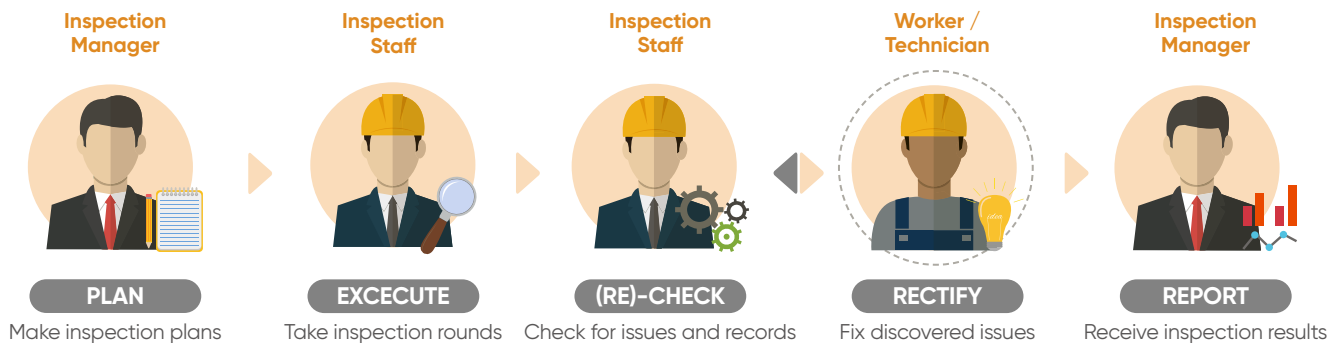 Inspection
Manager
Inspection
Staff
Inspection
Staff
Worker /
Technician
Inspection
Manager
PLAN
EXCECUTE
(RE)-CHECK
RECTIFY
REPORT
Make inspection plans
Take inspection rounds
Check for issues and records
Fix discovered issues
Receive inspection results